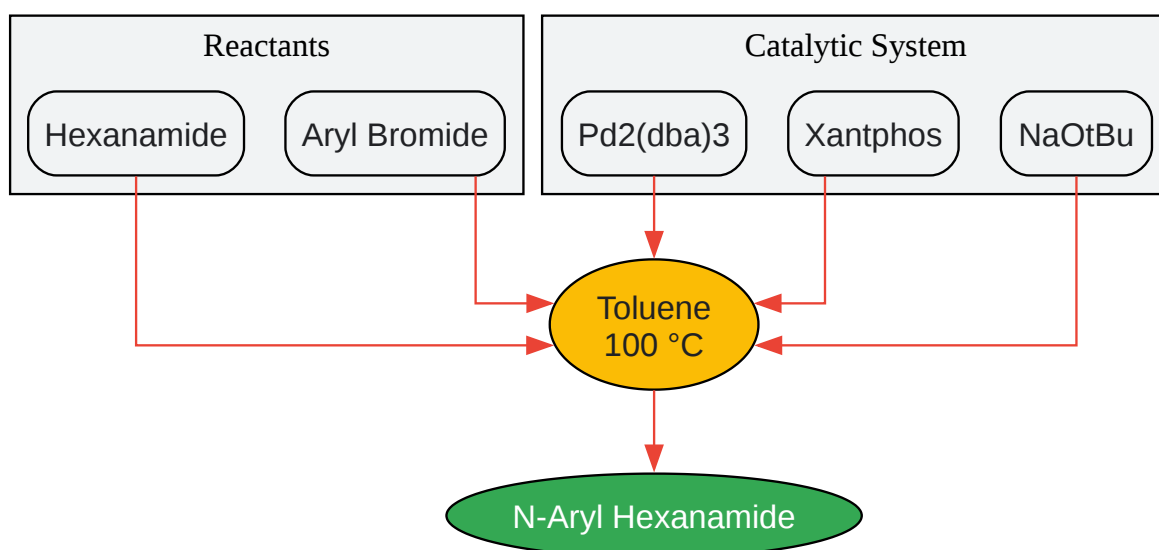 Reactants
Catalytic System
Hexanamide
Aryl Bromide
Pd2(dba)3
Xantphos
NaOtBu
Toluene
100 °C
N-Aryl Hexanamide